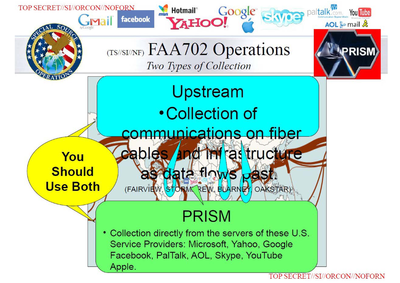 TOP SECRET//SI//ORCON//NOFORN
Gmail facebook Hotmail YAHOO! Google skype paltalk.com YouTube AOL mail
SPECIAL SOURCE OPERATIONS
(TS//SI//NF) FAA702 Operations
Two Types of Collection
PRISM
Upstream
•Collection of
communications on fiber
cables and infrastructure
as data flows past.
(FAIRVIEW, STORMBREW, BLARNEY, OAKSTAR)
You
Should
Use Both
PRISM
• Collection directly from the servers of these U.S.
Service Providers: Microsoft, Yahoo, Google
Facebook, PalTalk, AOL, Skype, YouTube
Apple.
TOP SECRET//SI//ORCON//NOFORN